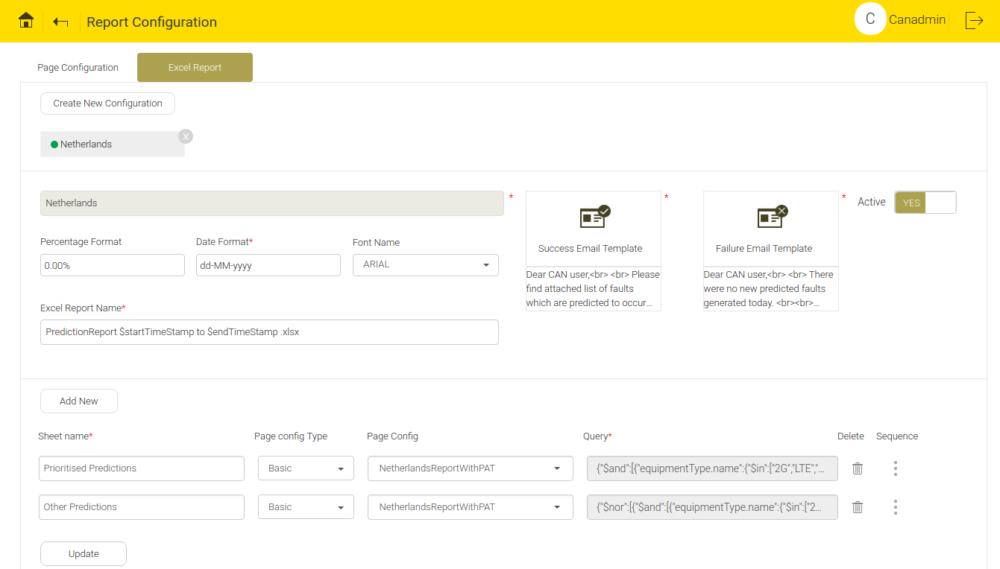 Report Configuration
C
Canadmin
Page Configuration
Excel Report
Create New Configuration
Netherlands
X
Netherlands
*
*
*
Active
YES
Success Email Template
Failure Email Template
Percentage Format
Date Format*
Font Name
0.00%
dd-MM-yyyy
ARIAL
Dear CAN user,<br> <br> Please
find attached list of faults
which are predicted to occur...
Dear CAN user,<br> <br> There
were no new predicted faults
generated today. <br><br>...
Excel Report Name*
PredictionReport $startTimeStamp to $endTimeStamp .xlsx
Add New
Sheet name*
Page config Type
Page Config
Query*
Delete
Sequence
Prioritised Predictions
Basic
NetherlandsReportWithPAT
{"$and":[{"equipmentType.name":{"$in":["2G","LTE","...
Other Predictions
Basic
NetherlandsReportWithPAT
{"$nor":[{"$and":[{"equipmentType.name":{"$in":["2...
Update